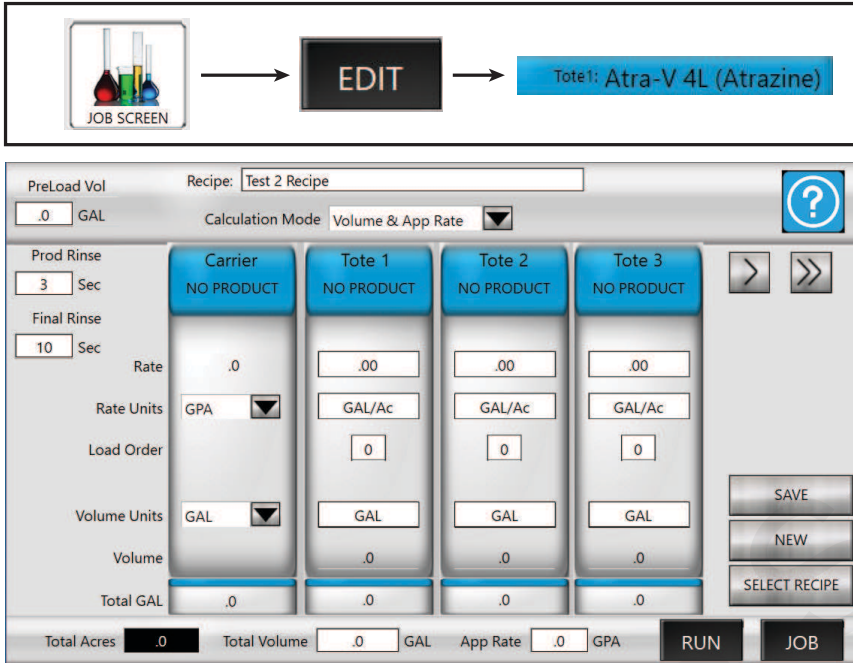 JOB SCREEN
EDIT
Tote1: Atra-V 4L (Atrazine)
PreLoad Vol
.0 GAL
Recipe: Test 2 Recipe
Calculation Mode Volume & App Rate
?
Prod Rinse
3 Sec
Final Rinse
10 Sec
Carrier Tote 1 Tote 2 Tote 3
NO PRODUCT NO PRODUCT NO PRODUCT NO PRODUCT
> >>
Rate .0 .00 .00 .00
Rate Units GPA GAL/Ac GAL/Ac GAL/Ac
Load Order 0 0 0
Volume Units GAL GAL GAL GAL
Volume .0 .0 .0
Total GAL .0 .0 .0 .0
SAVE
NEW
SELECT RECIPE
Total Acres .0 Total Volume .0 GAL App Rate .0 GPA RUN JOB